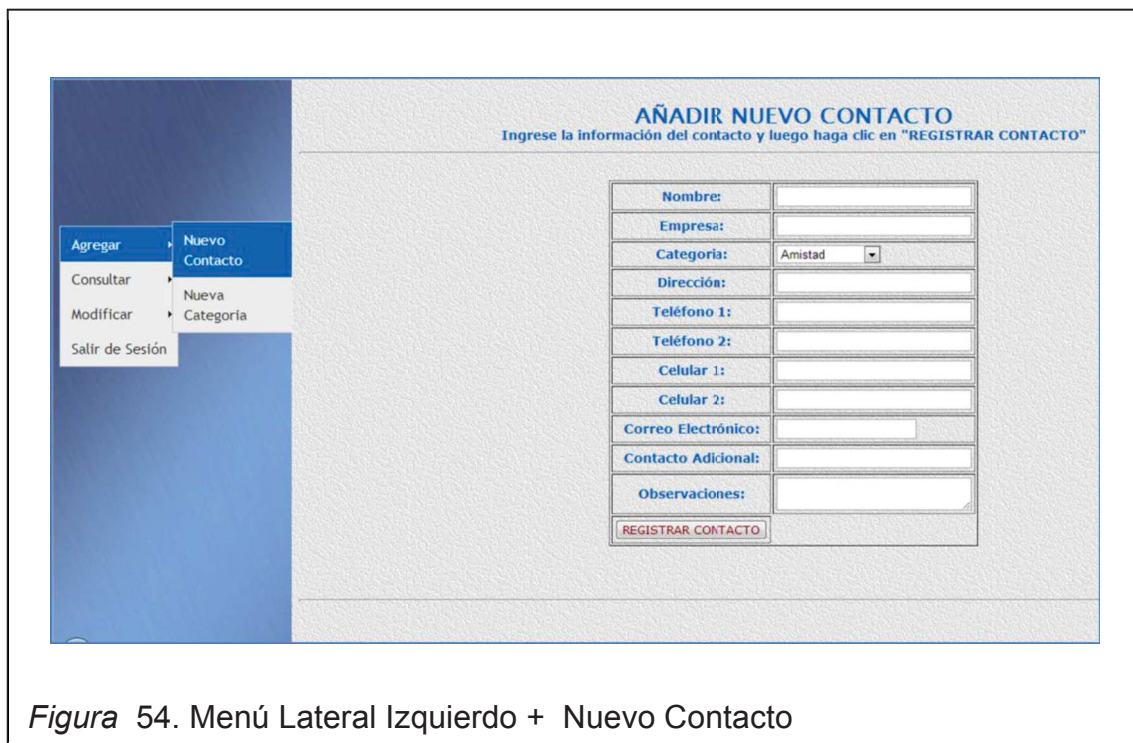 AÑADIR NUEVO CONTACTO
Ingrese la información del contacto y luego haga clic en "REGISTRAR CONTACTO"
Agregar
Consultar
Modificar
Salir de Sesión
Nuevo
Contacto
Nueva
Categoria
Nombre:
Empresa:
Categoria: Amistad
Dirección:
Teléfono 1:
Teléfono 2:
Celular 1:
Celular 2:
Correo Electrónico:
Contacto Adicional:
Observaciones:
REGISTRAR CONTACTO
Figura 54. Menú Lateral Izquierdo + Nuevo Contacto